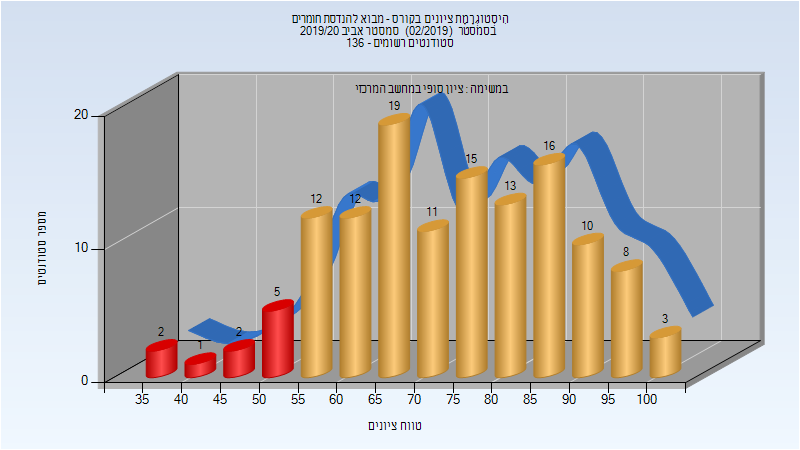 היסטוגרמת ציונים בקורס - מבוא להנדסת חומרים
בסמסטר (02/2019) סמסטר אביב 2019/20
סטודנטים רשומים - 136
במשימה : ציון סופי במחשב המרכזי
20
10
0
מספר סטודנטים
2
1
2
5
12
12
19
11
15
13
16
10
8
3
35 40 45 50 55 60 65 70 75 80 85 90 95 100
טווח ציונים